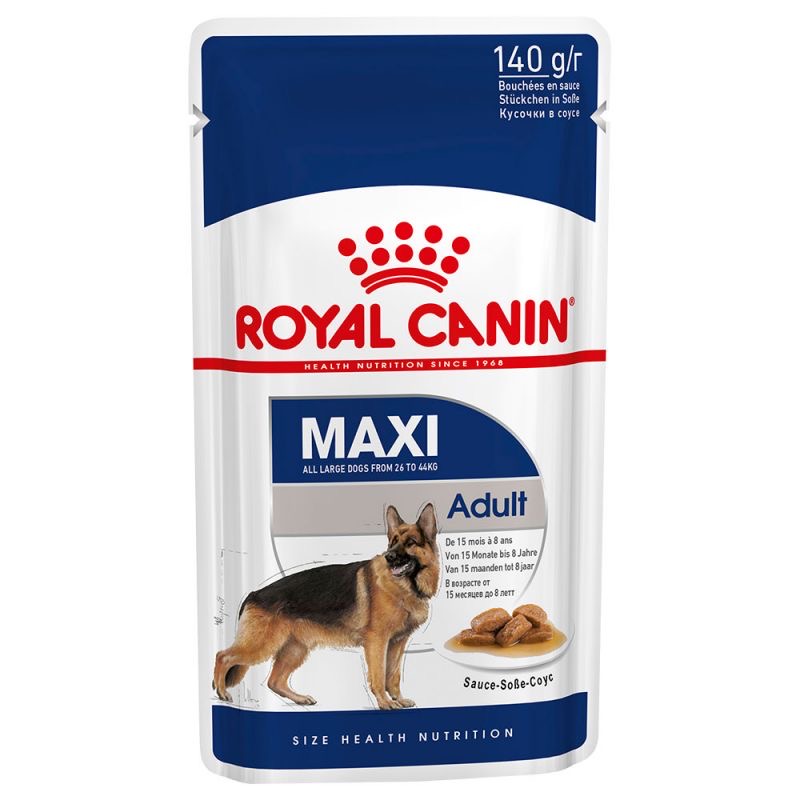 140 g/г
Bouchées en sauce
Stückchen in Soße
Кусочки в соусе
ROYAL CANIN®
HEALTH NUTRITION SINCE 1968
MAXI
ALL LARGE DOGS FROM 26 TO 44KG
Adult
De 15 mois à 8 ans
Von 15 Monate bis 8 Jahre
Van 15 maanden tot 8 jaar
В возрасте от
15 месяцев до 8 летт
Sauce-Soße-Соус
SIZE HEALTH NUTRITION